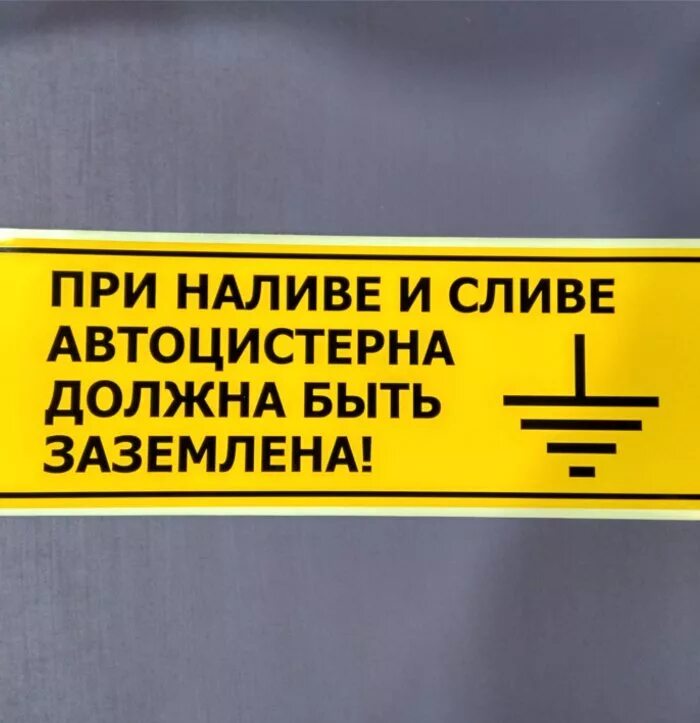 ПРИ НАЛИВЕ И СЛИВЕ
АВТОЦИСТЕРНА
ДОЛЖНА БЫТЬ
ЗАЗЕМЛЕНА!